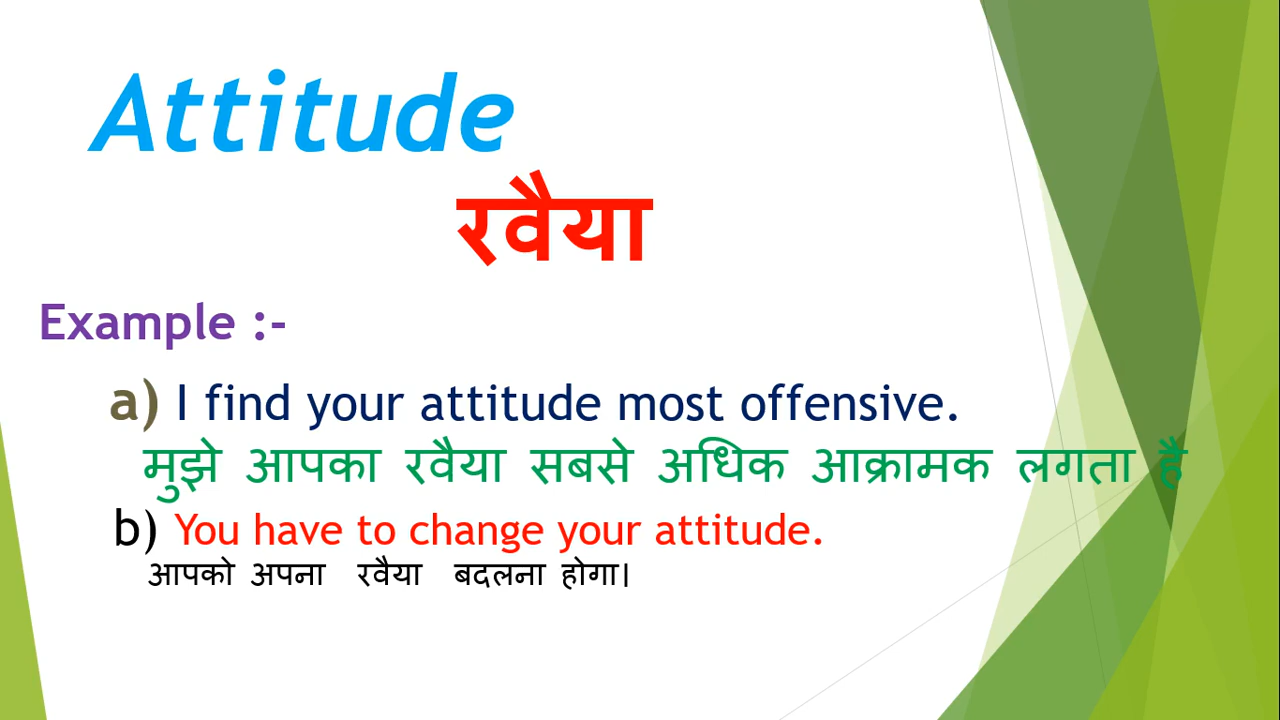 Attitude
रवैया
Example :-
a) I find your attitude most offensive.
मुझे आपका रवैया सबसे अधिक आक्रामक लगता है
b) You have to change your attitude.
आपको अपना रवैया बदलना होगा।